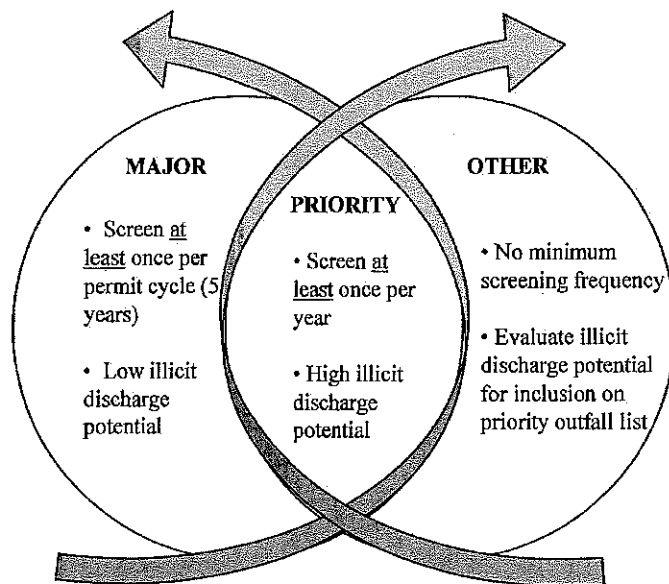 MAJOR
• Screen at
least once per
permit cycle (5
years)
• Low illicit
discharge
potential
PRIORITY
• Screen at
least once per
year
• High illicit
discharge
potential
OTHER
• No minimum
screening frequency
• Evaluate illicit
discharge potential
for inclusion on
priority outfall list